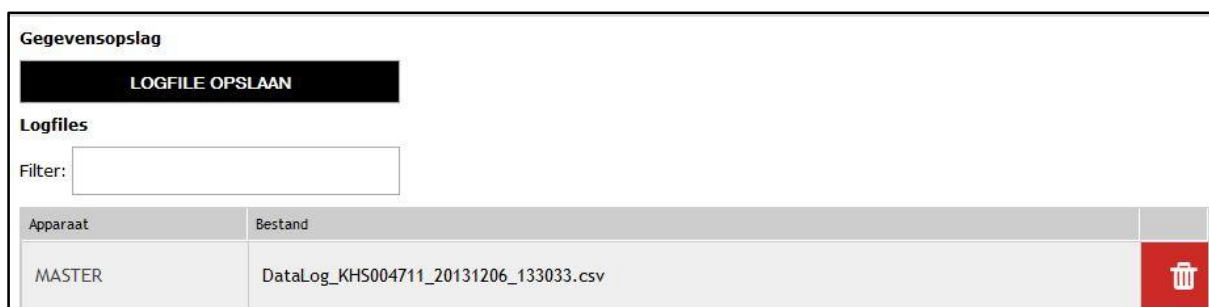 Gegevensopslag
LOGFILE OPSLAAN
Logfiles
Filter:
Apparaat Bestand
MASTER DataLog_KHS004711_20131206_133033.csv